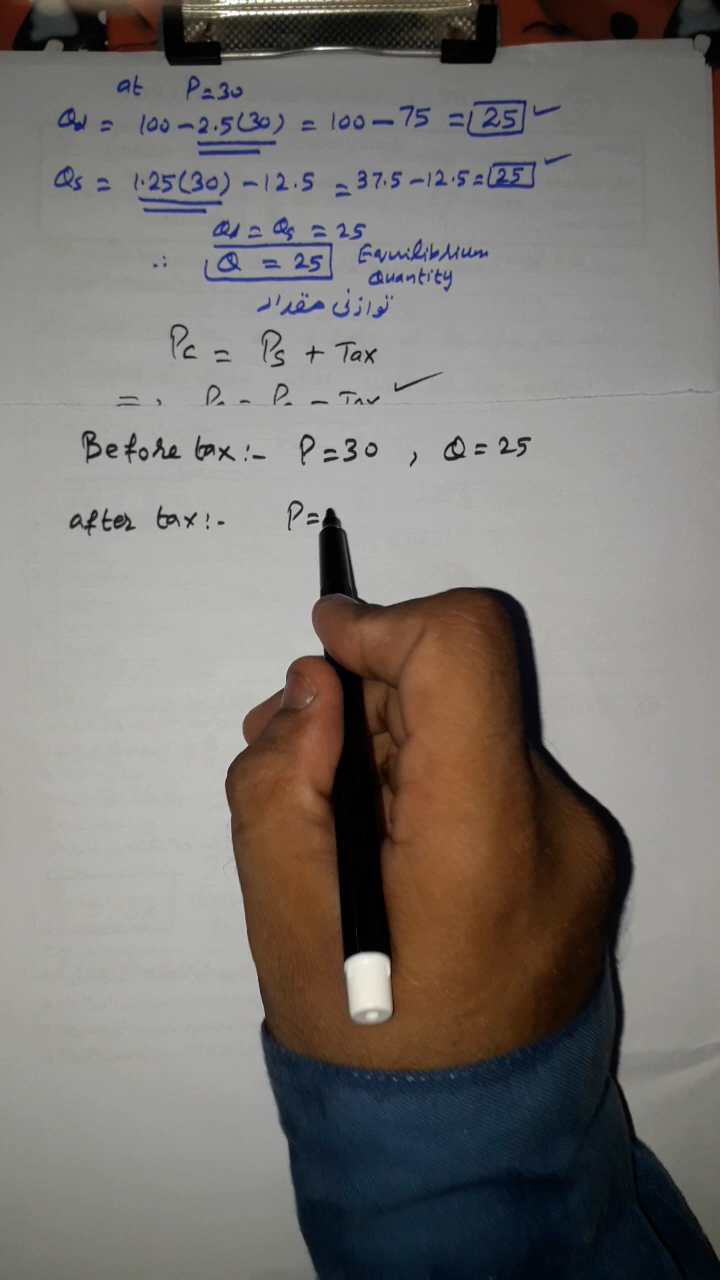 at P=30
Qd = 100-2.5(30) = 100-75 = 25 ✓
Qs = 1.25(30)-12.5 = 37.5-12.5=25 ✓
Qd = Qs = 25
∴ Q = 25 Equilibrium Quantity
توازنی مقدار
Pc = Ps + Tax
Before tax:- P=30 , Q=25
after tax:- P=